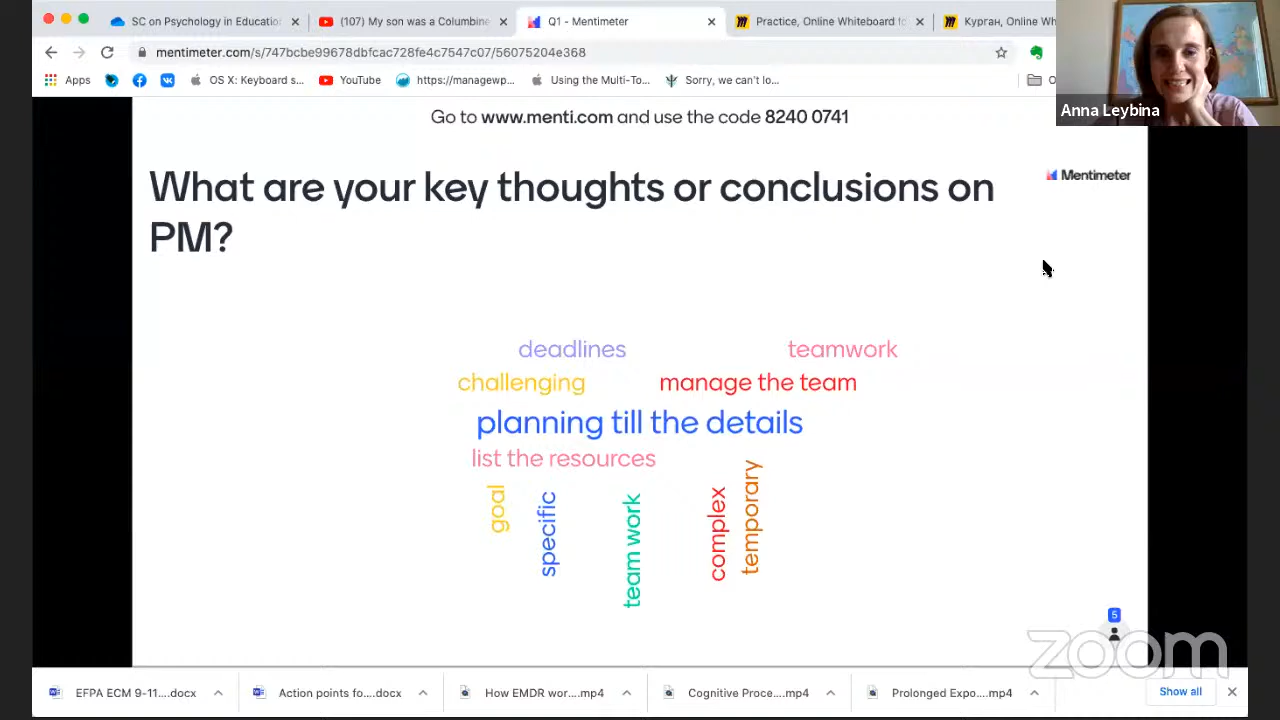 SC on Psychology in Educatio
(107) My son was a Columbine
Q1 - Mentimeter
Practice, Online Whiteboard fo
Курган, Online Wh
mentimeter.com/s/747bcbe99678dbfcac728fe4c7547c07/56075204e368
Apps
OS X: Keyboard s...
YouTube
https://managewp...
Using the Multi-To...
Sorry, we can't lo...
O
Anna Leybina
Go to www.menti.com and use the code 8240 0741
What are your key thoughts or conclusions on
PM?
Mentimeter
deadlines
teamwork
challenging
manage the team
planning till the details
list the resources
goal
specific
team work
complex
temporary
5
zoom
EFPA ECM 9-11....docx
Action points fo....docx
How EMDR wor....mp4
Cognitive Proce....mp4
Prolonged Expo....mp4
Show all